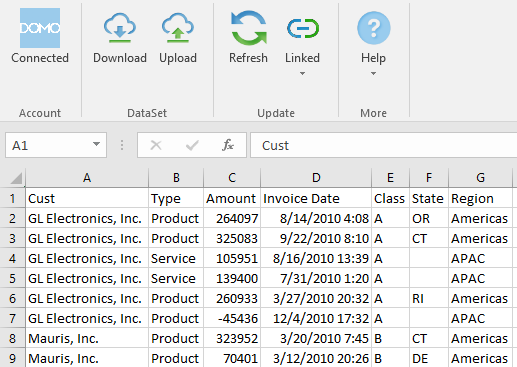 DOMO
Connected Download Upload Refresh Linked Help
Account DataSet Update More
A1 fx Cust
A B C D E F G
1 Cust Type Amount Invoice Date Class State Region
2 GL Electronics, Inc. Product 264097 8/14/2010 4:08 A OR Americas
3 GL Electronics, Inc. Product 325083 9/22/2010 8:10 A CT Americas
4 GL Electronics, Inc. Service 105951 8/16/2010 13:39 A APAC
5 GL Electronics, Inc. Service 139400 7/31/2010 1:20 A APAC
6 GL Electronics, Inc. Product 260933 3/27/2010 20:32 A RI Americas
7 GL Electronics, Inc. Product -45436 12/4/2010 17:32 A APAC
8 Mauris, Inc. Product 323952 3/20/2010 7:45 B CT Americas
9 Mauris, Inc. Product 70401 3/12/2010 20:26 B DE Americas